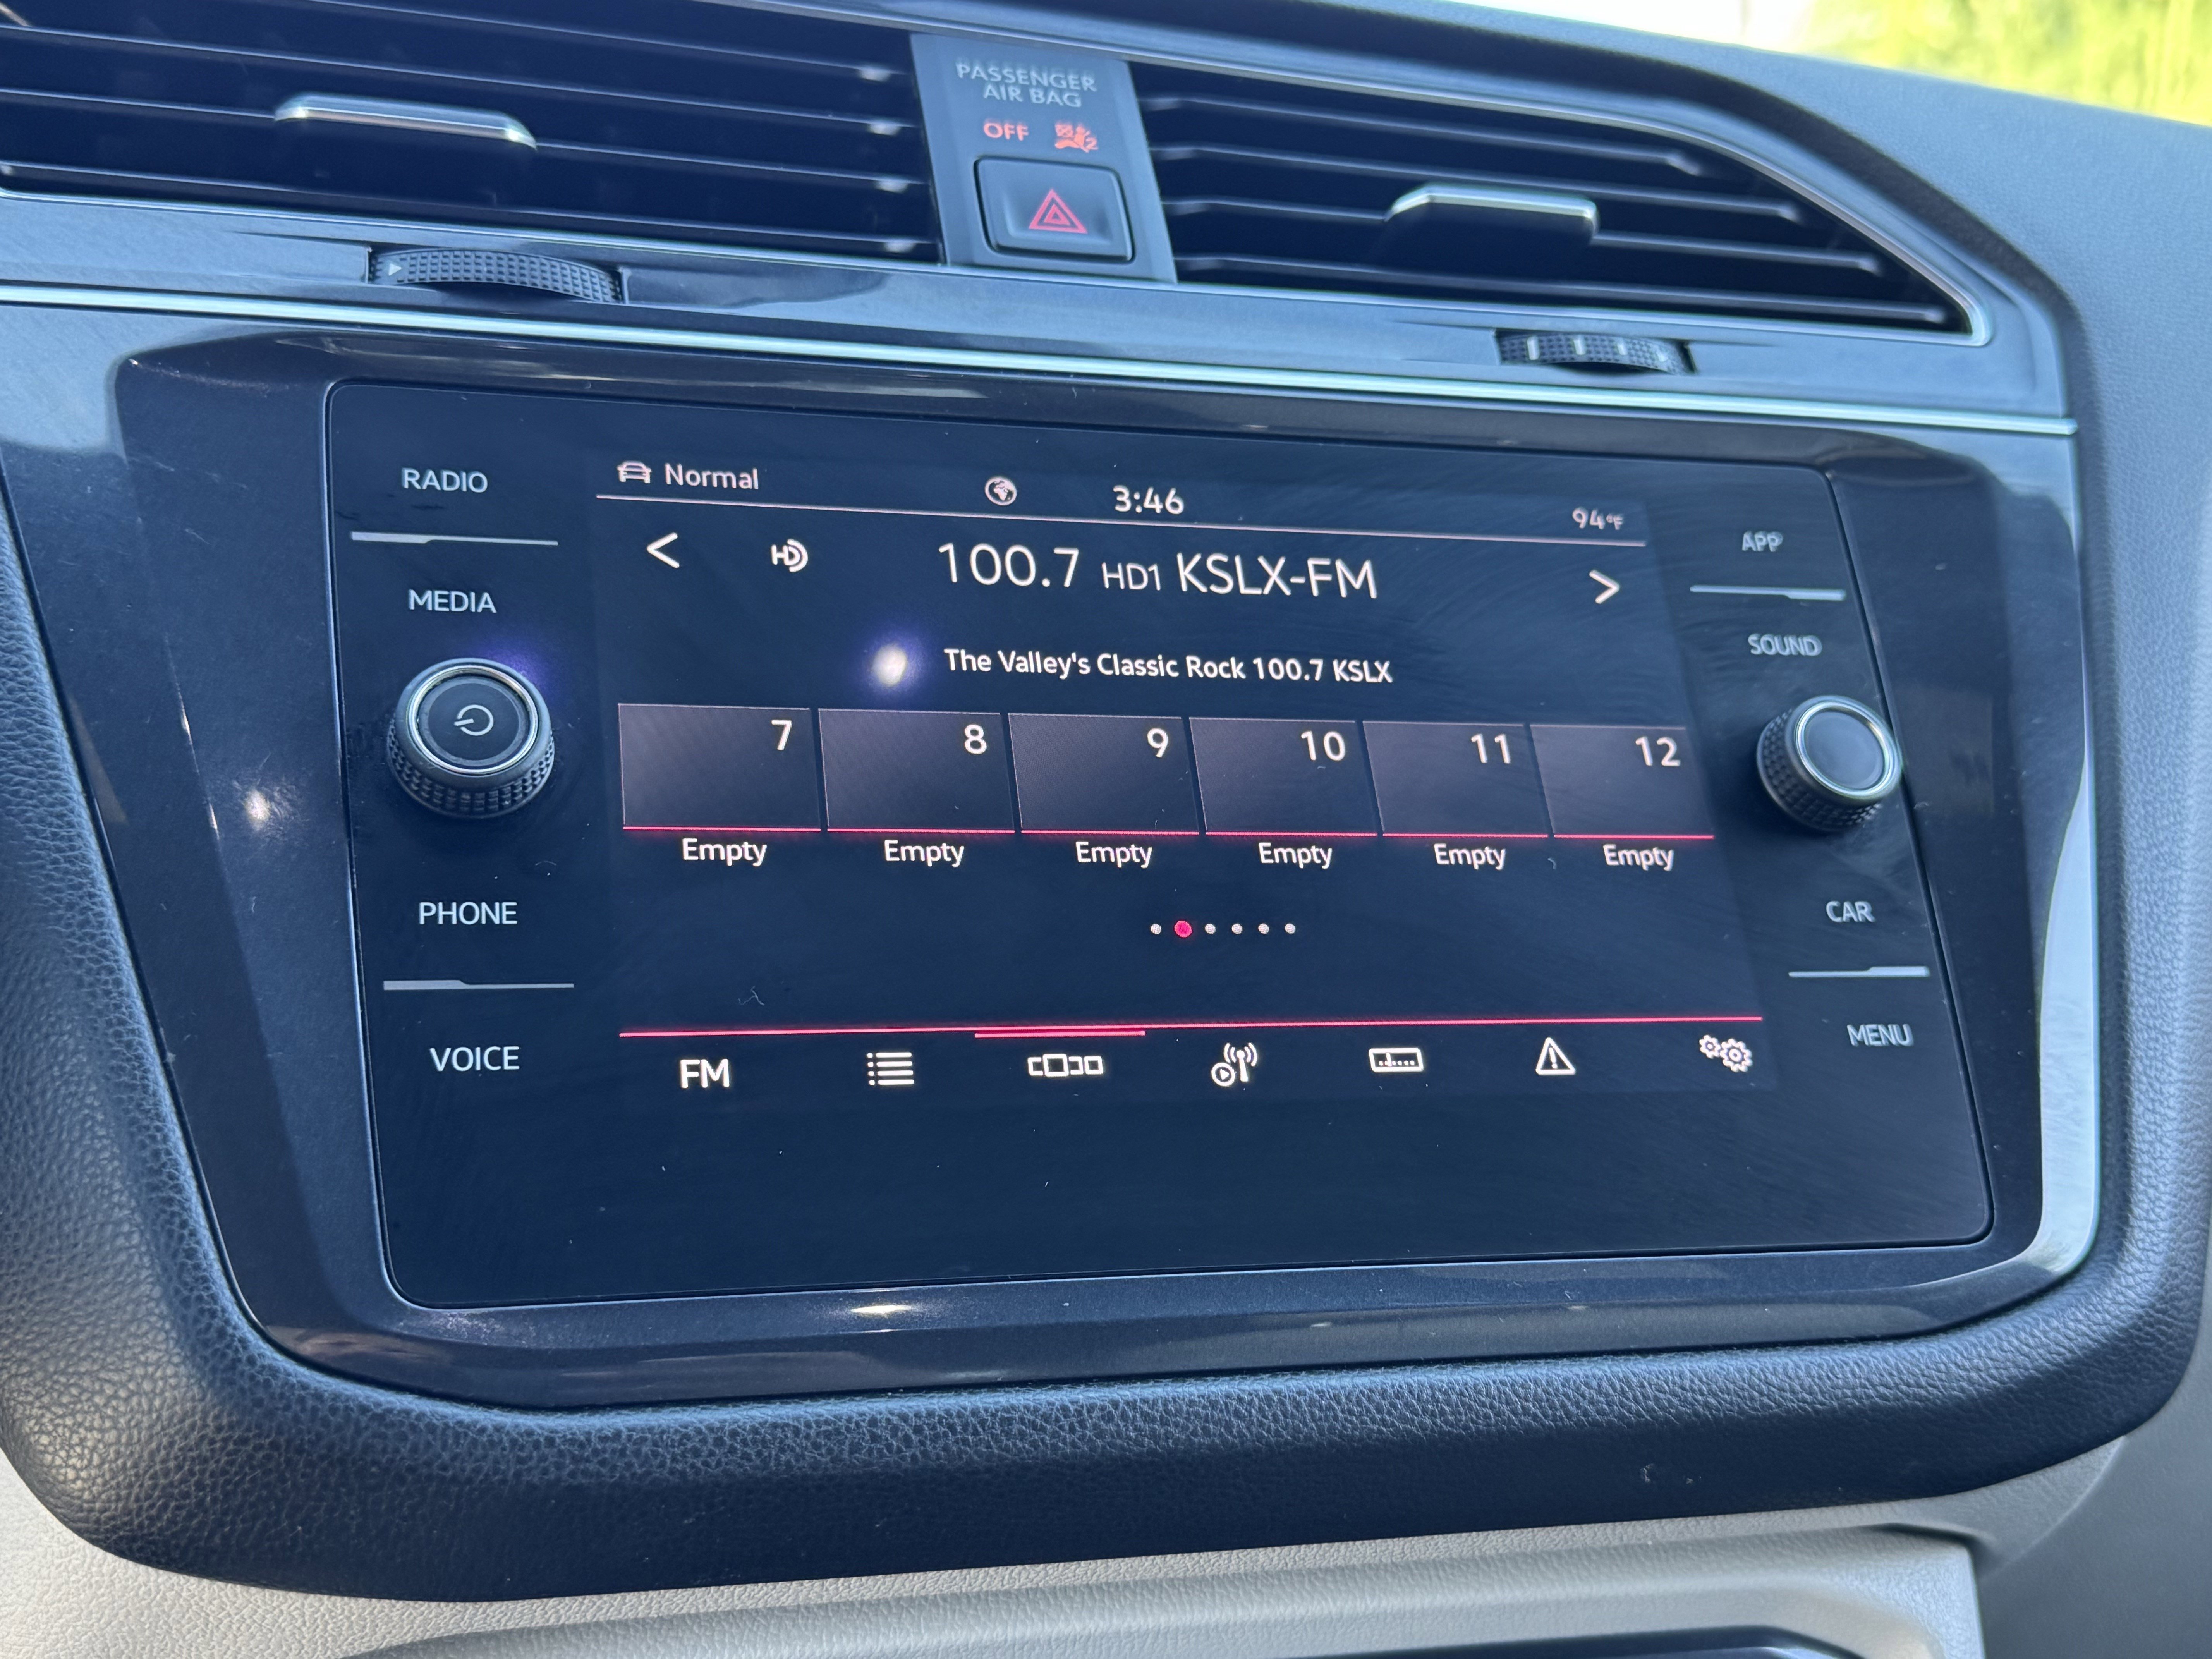 PASSENGER
AIR BAG
OFF
RADIO
MEDIA
PHONE
VOICE
Normal
3:46
94°F
HD
100.7 HD1 KSLX-FM
The Valley's Classic Rock 100.7 KSLX
7 8 9 10 11 12
Empty Empty Empty Empty Empty Empty
FM
APP
SOUND
CAR
MENU